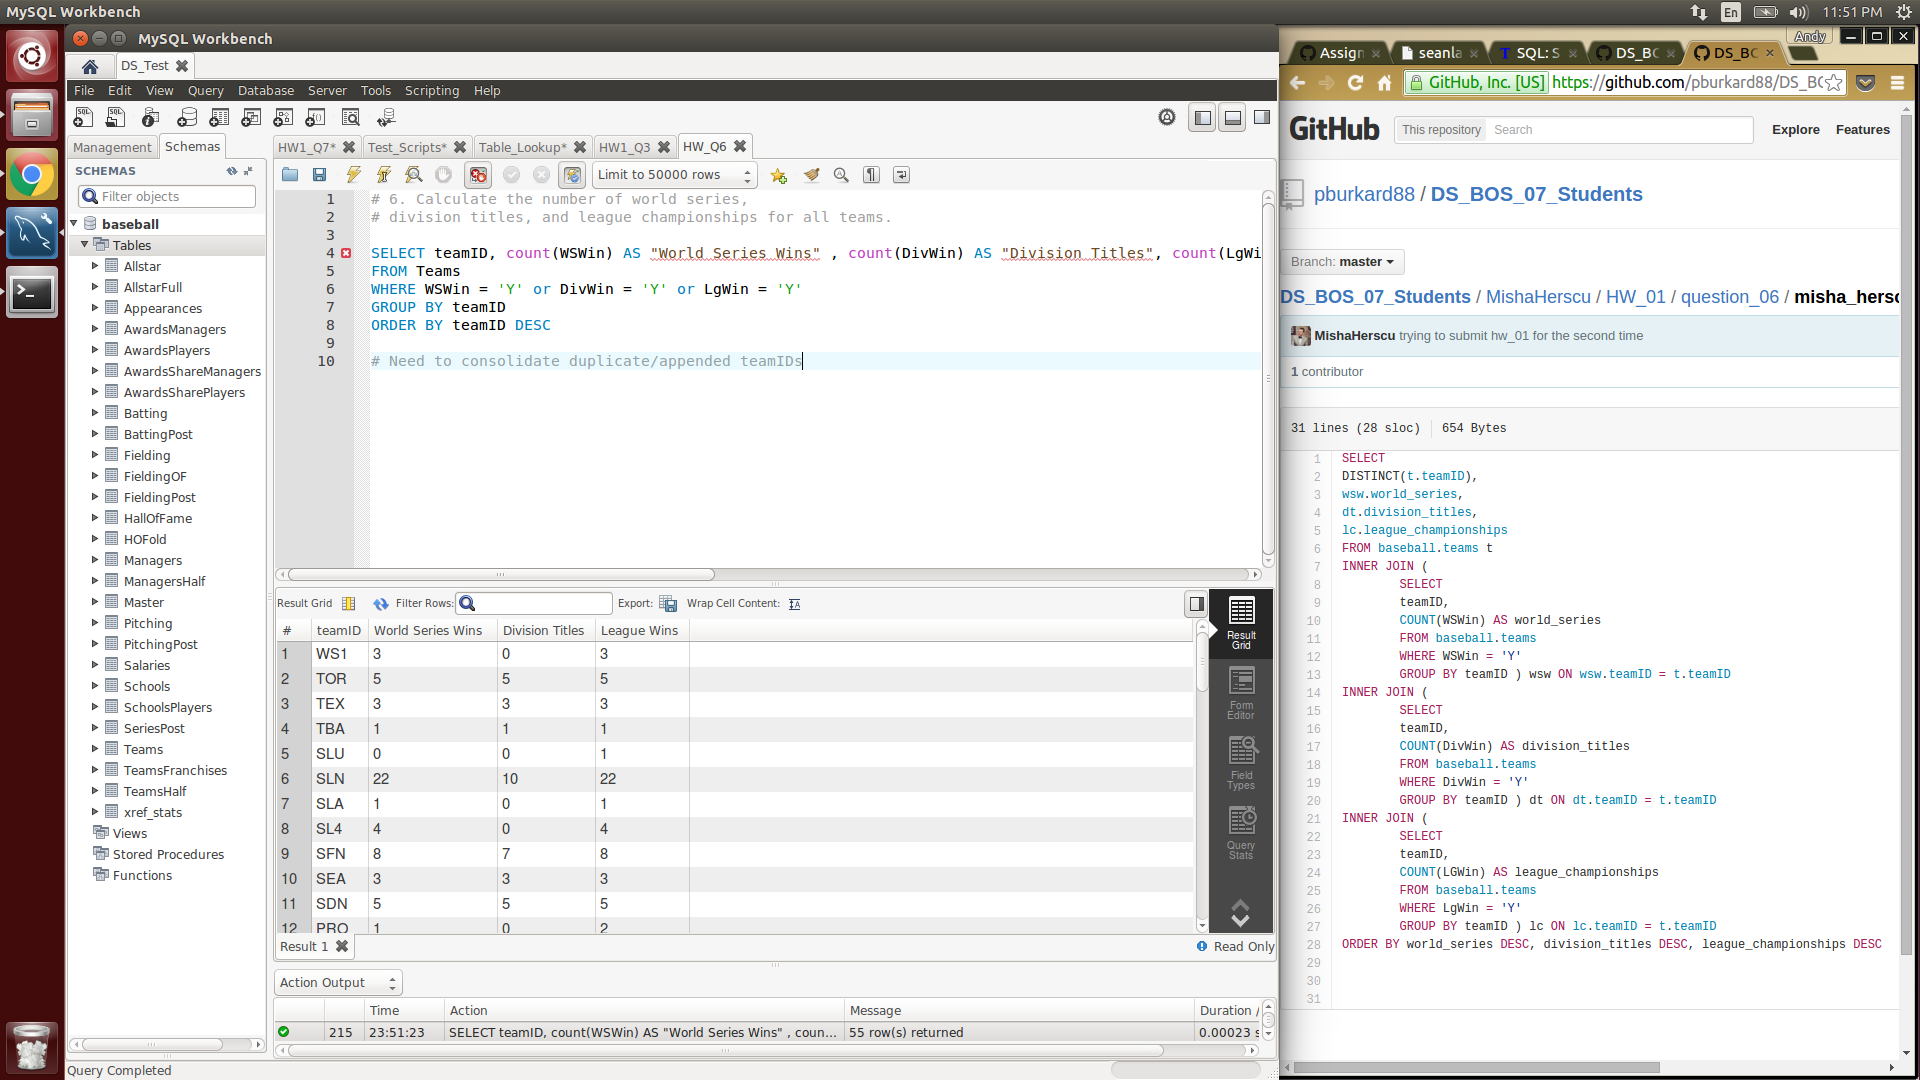 MySQL Workbench
En
11:51 PM
MySQL Workbench
DS_Test
File Edit View Query Database Server Tools Scripting Help
Management Schemas
SCHEMAS
Filter objects
baseball
Tables
Allstar
AllstarFull
Appearances
AwardsManagers
AwardsPlayers
AwardsShareManagers
AwardsSharePlayers
Batting
BattingPost
Fielding
FieldingOF
FieldingPost
HallOfFame
HOFold
Managers
ManagersHalf
Master
Pitching
PitchingPost
Salaries
Schools
SchoolsPlayers
SeriesPost
Teams
TeamsFranchises
TeamsHalf
xref_stats
Views
Stored Procedures
Functions
HW1_Q7* Test_Scripts* Table_Lookup* HW1_Q3 HW_Q6
Limit to 50000 rows
1 # 6. Calculate the number of world series,
2 # division titles, and league championships for all teams.
3
4 SELECT teamID, count(WSWin) AS "World Series Wins" , count(DivWin) AS "Division Titles", count(LgWi
5 FROM Teams
6 WHERE WSWin = 'Y' or DivWin = 'Y' or LgWin = 'Y'
7 GROUP BY teamID
8 ORDER BY teamID DESC
9
10 # Need to consolidate duplicate/appended teamIDs
Result Grid Filter Rows: Export: Wrap Cell Content:
# teamID World Series Wins Division Titles League Wins
1 WS1 3 0 3
2 TOR 5 5 5
3 TEX 3 3 3
4 TBA 1 1 1
5 SLU 0 0 1
6 SLN 22 10 22
7 SLA 1 0 1
8 SL4 4 0 4
9 SFN 8 7 8
10 SEA 3 3 3
11 SDN 5 5 5
12 PRO 1 0 2
Result Grid
Form Editor
Field Types
Query Stats
Result 1
Read Only
Action Output
Time Action Message Duration /
215 23:51:23 SELECT teamID, count(WSWin) AS "World Series Wins" , coun... 55 row(s) returned 0.00023 s
Query Completed
Andy
Assign seanla SQL: S DS_BC DS_BC
GitHub, Inc. [US] https://github.com/pburkard88/DS_BO
GitHub This repository Search Explore Features
pburkard88 / DS_BOS_07_Students
Branch: master
DS_BOS_07_Students / MishaHerscu / HW_01 / question_06 / misha_hersc
MishaHerscu trying to submit hw_01 for the second time
1 contributor
31 lines (28 sloc) 654 Bytes
1 SELECT
2 DISTINCT(t.teamID),
3 wsw.world_series,
4 dt.division_titles,
5 lc.league_championships
6 FROM baseball.teams t
7 INNER JOIN (
8 SELECT
9 teamID,
10 COUNT(WSWin) AS world_series
11 FROM baseball.teams
12 WHERE WSWin = 'Y'
13 GROUP BY teamID ) wsw ON wsw.teamID = t.teamID
14 INNER JOIN (
15 SELECT
16 teamID,
17 COUNT(DivWin) AS division_titles
18 FROM baseball.teams
19 WHERE DivWin = 'Y'
20 GROUP BY teamID ) dt ON dt.teamID = t.teamID
21 INNER JOIN (
22 SELECT
23 teamID,
24 COUNT(LGWin) AS league_championships
25 FROM baseball.teams
26 WHERE LgWin = 'Y'
27 GROUP BY teamID ) lc ON lc.teamID = t.teamID
28 ORDER BY world_series DESC, division_titles DESC, league_championships DESC
29
30
31